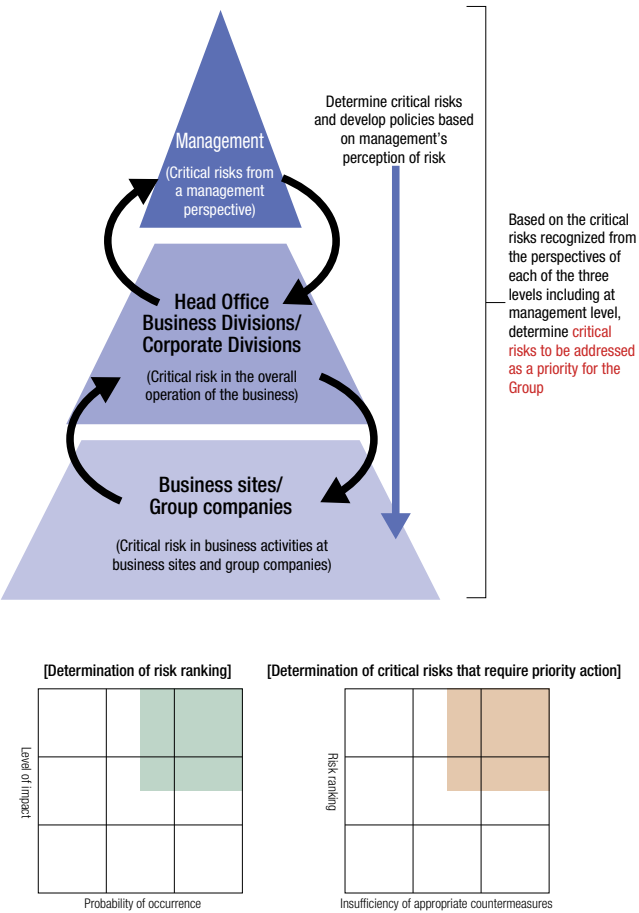 Management
(Critical risks from
a management
perspective)
Determine critical risks
and develop policies based
on management's
perception of risk
Head Office
Business Divisions/
Corporate Divisions
(Critical risk in the overall
operation of the business)
Business sites/
Group companies
(Critical risk in business activities at
business sites and group companies)
Based on the critical
risks recognized from
the perspectives of
each of the three
levels including at
management level,
determine critical
risks to be addressed
as a priority for the
Group
[Determination of risk ranking]
Level of impact
Probability of occurrence
[Determination of critical risks that require priority action]
Risk ranking
Insufficiency of appropriate countermeasures